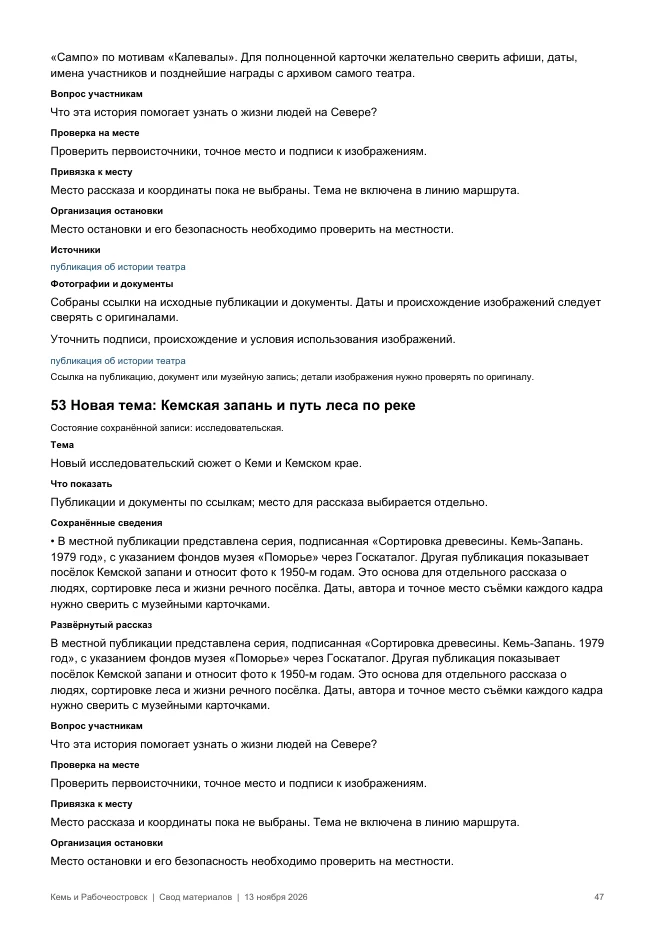 «Сампо» по мотивам «Калевалы». Для полноценной карточки желательно сверить афиши, даты,
имена участников и позднейшие награды с архивом самого театра.
Вопрос участникам
Что эта история помогает узнать о жизни людей на Севере?
Проверка на месте
Проверить первоисточники, точное место и подписи к изображениям.
Привязка к месту
Место рассказа и координаты пока не выбраны. Тема не включена в линию маршрута.
Организация остановки
Место остановки и его безопасность необходимо проверить на местности.
Источники
публикация об истории театра
Фотографии и документы
Собраны ссылки на исходные публикации и документы. Даты и происхождение изображений следует
сверять с оригиналами.
Уточнить подписи, происхождение и условия использования изображений.
публикация об истории театра
Ссылка на публикацию, документ или музейную запись; детали изображения нужно проверять по оригиналу.
53 Новая тема: Кемская запань и путь леса по реке
Состояние сохранённой записи: исследовательская.
Тема
Новый исследовательский сюжет о Кеми и Кемском крае.
Что показать
Публикации и документы по ссылкам; место для рассказа выбирается отдельно.
Сохранённые сведения
• В местной публикации представлена серия, подписанная «Сортировка древесины. Кемь-Запань.
1979 год», с указанием фондов музея «Поморье» через Госкаталог. Другая публикация показывает
посёлок Кемской запани и относит фото к 1950-м годам. Это основа для отдельного рассказа о
людях, сортировке леса и жизни речного посёлка. Даты, автора и точное место съёмки каждого кадра
нужно сверить с музейными карточками.
Развёрнутый рассказ
В местной публикации представлена серия, подписанная «Сортировка древесины. Кемь-Запань. 1979
год», с указанием фондов музея «Поморье» через Госкаталог. Другая публикация показывает
посёлок Кемской запани и относит фото к 1950-м годам. Это основа для отдельного рассказа о
людях, сортировке леса и жизни речного посёлка. Даты, автора и точное место съёмки каждого кадра
нужно сверить с музейными карточками.
Вопрос участникам
Что эта история помогает узнать о жизни людей на Севере?
Проверка на месте
Проверить первоисточники, точное место и подписи к изображениям.
Привязка к месту
Место рассказа и координаты пока не выбраны. Тема не включена в линию маршрута.
Организация остановки
Место остановки и его безопасность необходимо проверить на местности.
Кемь и Рабочеостровск | Свод материалов | 13 ноября 2026 47